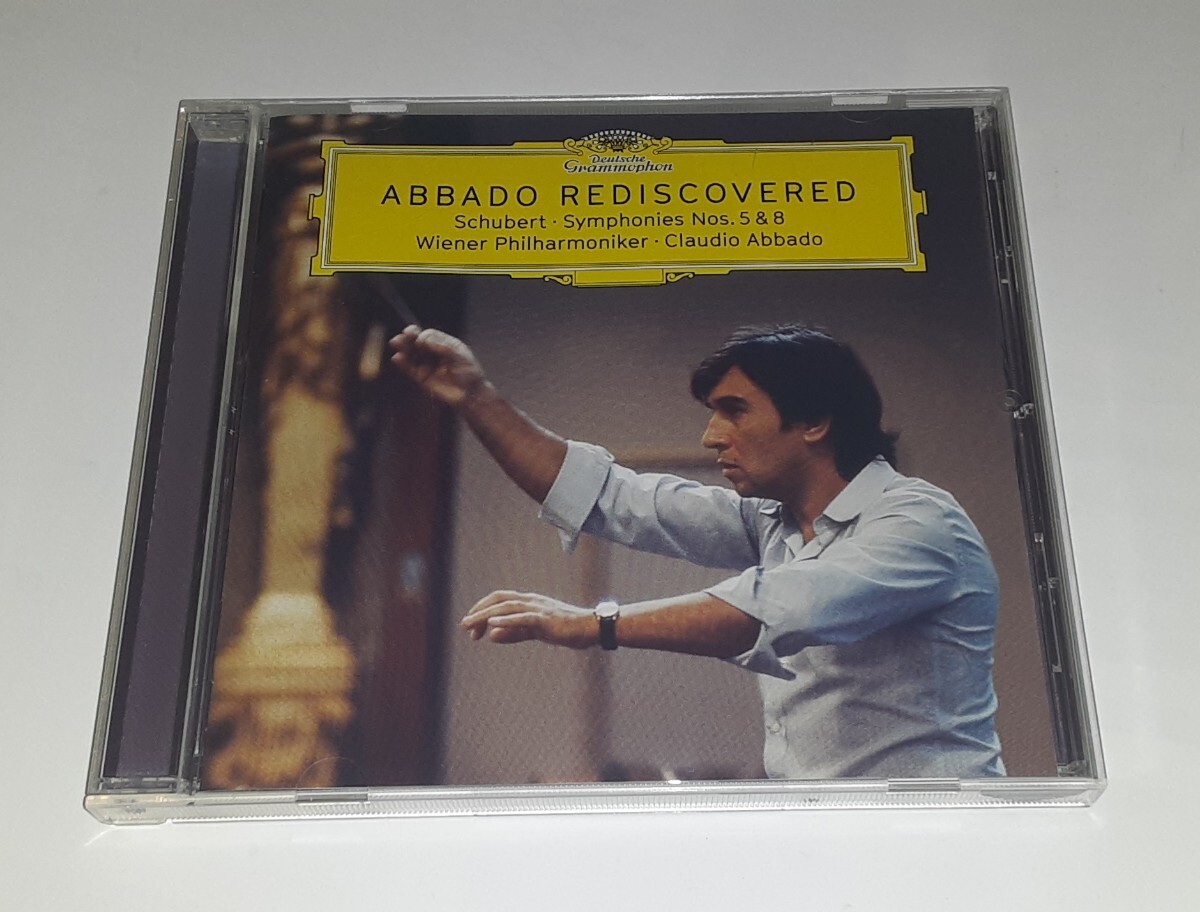 Deutsche
Grammophon
ABBADO REDISCOVERED
Schubert · Symphonies Nos. 5 & 8
Wiener Philharmoniker · Claudio Abbado